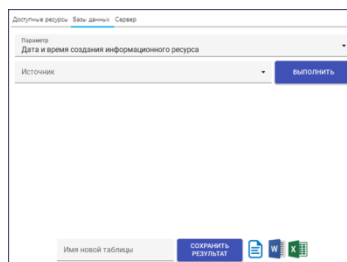 Доступные ресурсы Базы данных Сервер
Параметр
Дата и время создания информационного ресурса
Источник
ВЫПОЛНИТЬ
Имя новой таблицы
СОХРАНИТЬ
РЕЗУЛЬТАТ
W
X